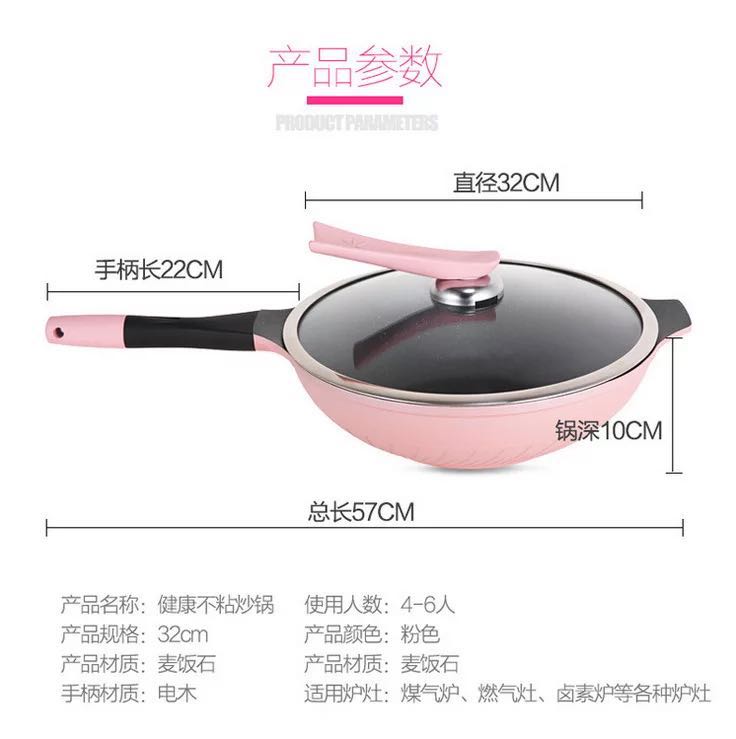 产品参数
PRODUCT PARAMETERS
直径32CM
手柄长22CM
锅深10CM
总长57CM
产品名称：健康不粘炒锅 使用人数：4-6人
产品规格：32cm 产品颜色：粉色
产品材质：麦饭石 产品材质：麦饭石
手柄材质：电木 适用炉灶：煤气炉、燃气灶、卤素炉等各种炉灶